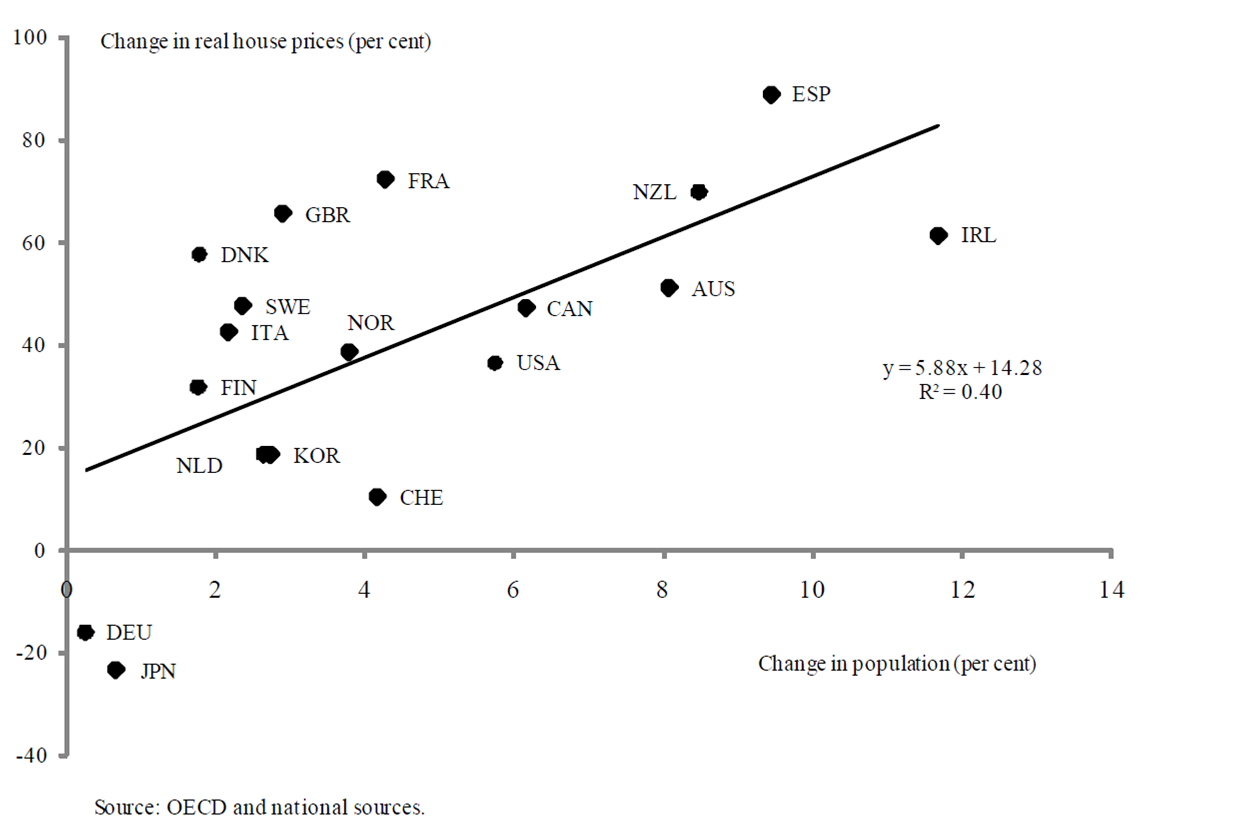 100
Change in real house prices (per cent)
ESP
80
FRA
NZL
GBR
60
IRL
DNK
AUS
SWE
CAN
NOR
ITA
40
USA
y = 5.88x + 14.28
FIN
R² = 0.40
20
KOR
NLD
CHE
0
0 2 4 6 8 10 12 14
DEU
-20
Change in population (per cent)
JPN
-40
Source: OECD and national sources.